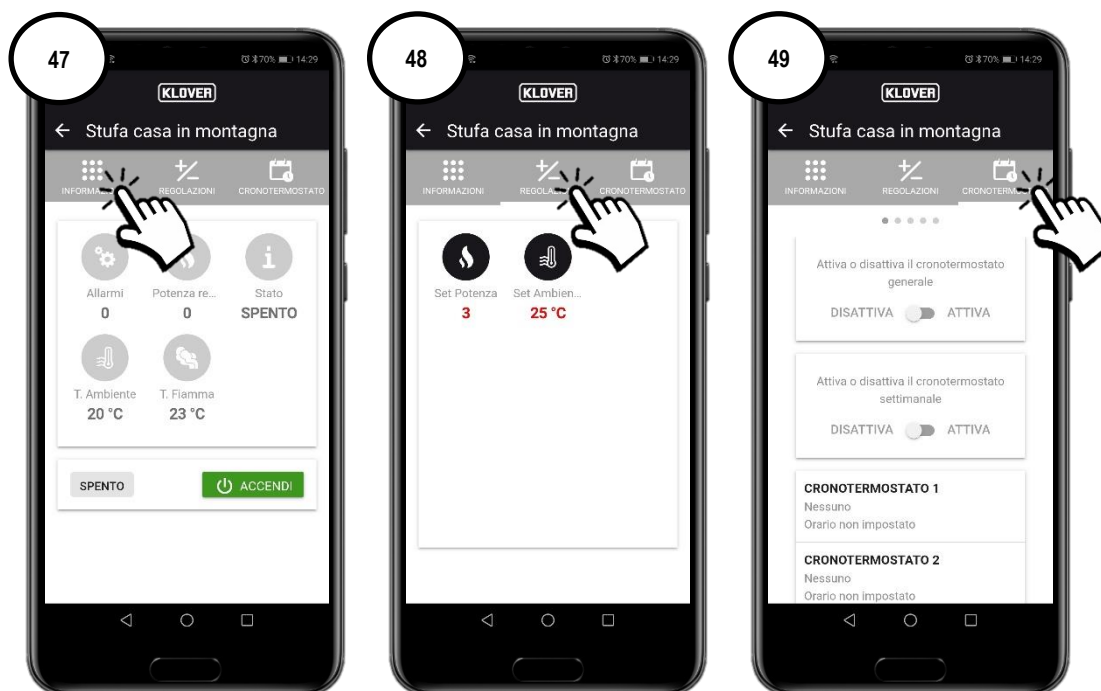 47
70% 14:29
KLOVER
Stufa casa in montagna
REGOLAZIONI
CRONOTERMOSTATO
Allarmi
0
Potenza re...
0
Stato
SPENTO
T. Ambiente
20 °C
T. Fiamma
23 °C
SPENTO
ACCENDI
48
70% 14:29
KLOVER
Stufa casa in montagna
INFORMAZIONI
CRONOTERMOSTATO
Set Potenza
3
Set Ambien...
25 °C
49
70% 14:29
KLOVER
Stufa casa in montagna
INFORMAZIONI
REGOLAZIONI
Attiva o disattiva il cronotermostato
generale
DISATTIVA ATTIVA
Attiva o disattiva il cronotermostato
settimanale
DISATTIVA ATTIVA
CRONOTERMOSTATO 1
Nessuno
Orario non impostato
CRONOTERMOSTATO 2
Nessuno
Orario non impostato